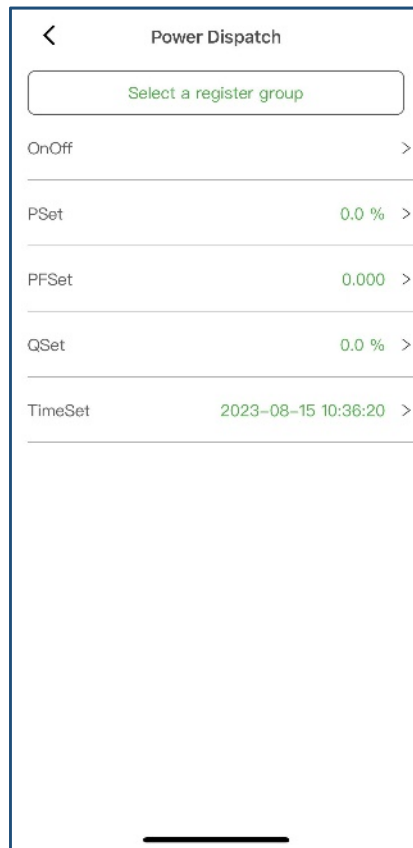 Power Dispatch
Select a register group
OnOff
PSet 0.0 %
PFSet 0.000
QSet 0.0 %
TimeSet 2023-08-15 10:36:20